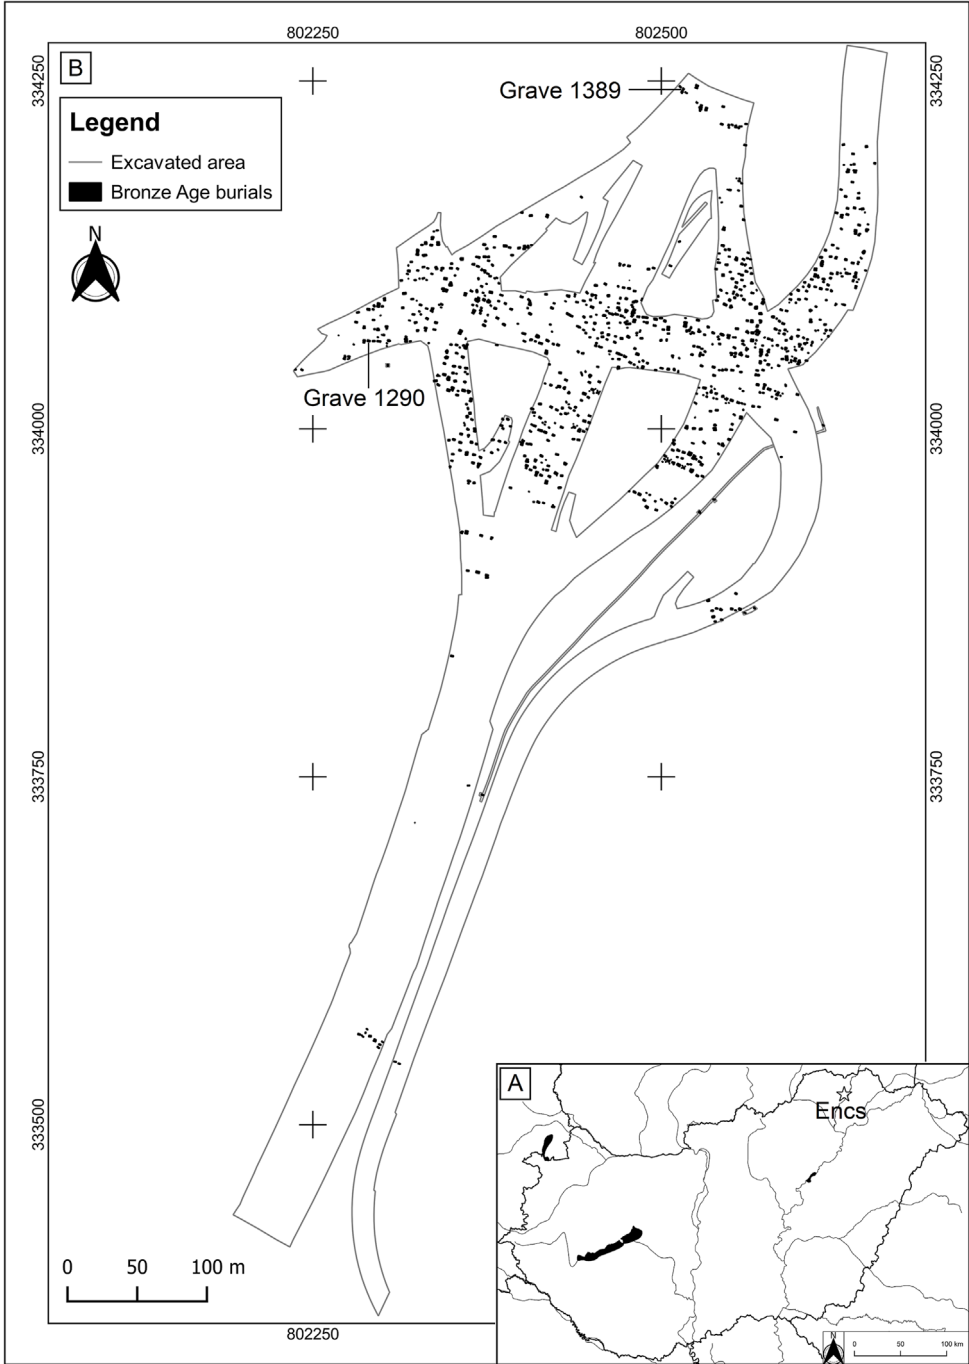 802250 802500
B
334250
334250
Grave 1389
Legend
Excavated area
Bronze Age burials
N
Grave 1290
334000
334000
333750
333750
333500
A
Encs
0 50 100 m
802250
N
0 50 100 km